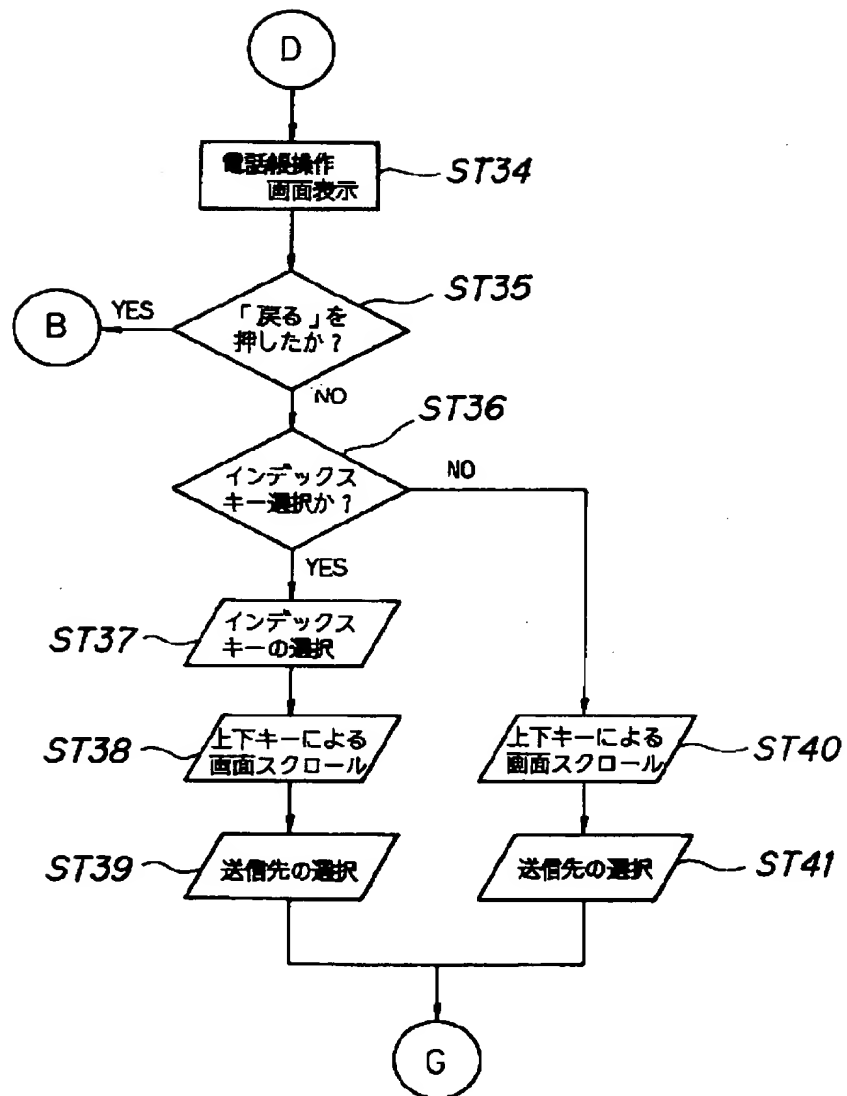 D
電話帳操作
画面表示
ST34
「戻る」を
押したか？
ST35
YES
B
NO
インデックス
キー選択か？
ST36
NO
YES
インデックス
キーの選択
ST37
上下キーによる
画面スクロール
ST38
上下キーによる
画面スクロール
ST40
送信先の選択
ST39
送信先の選択
ST41
G